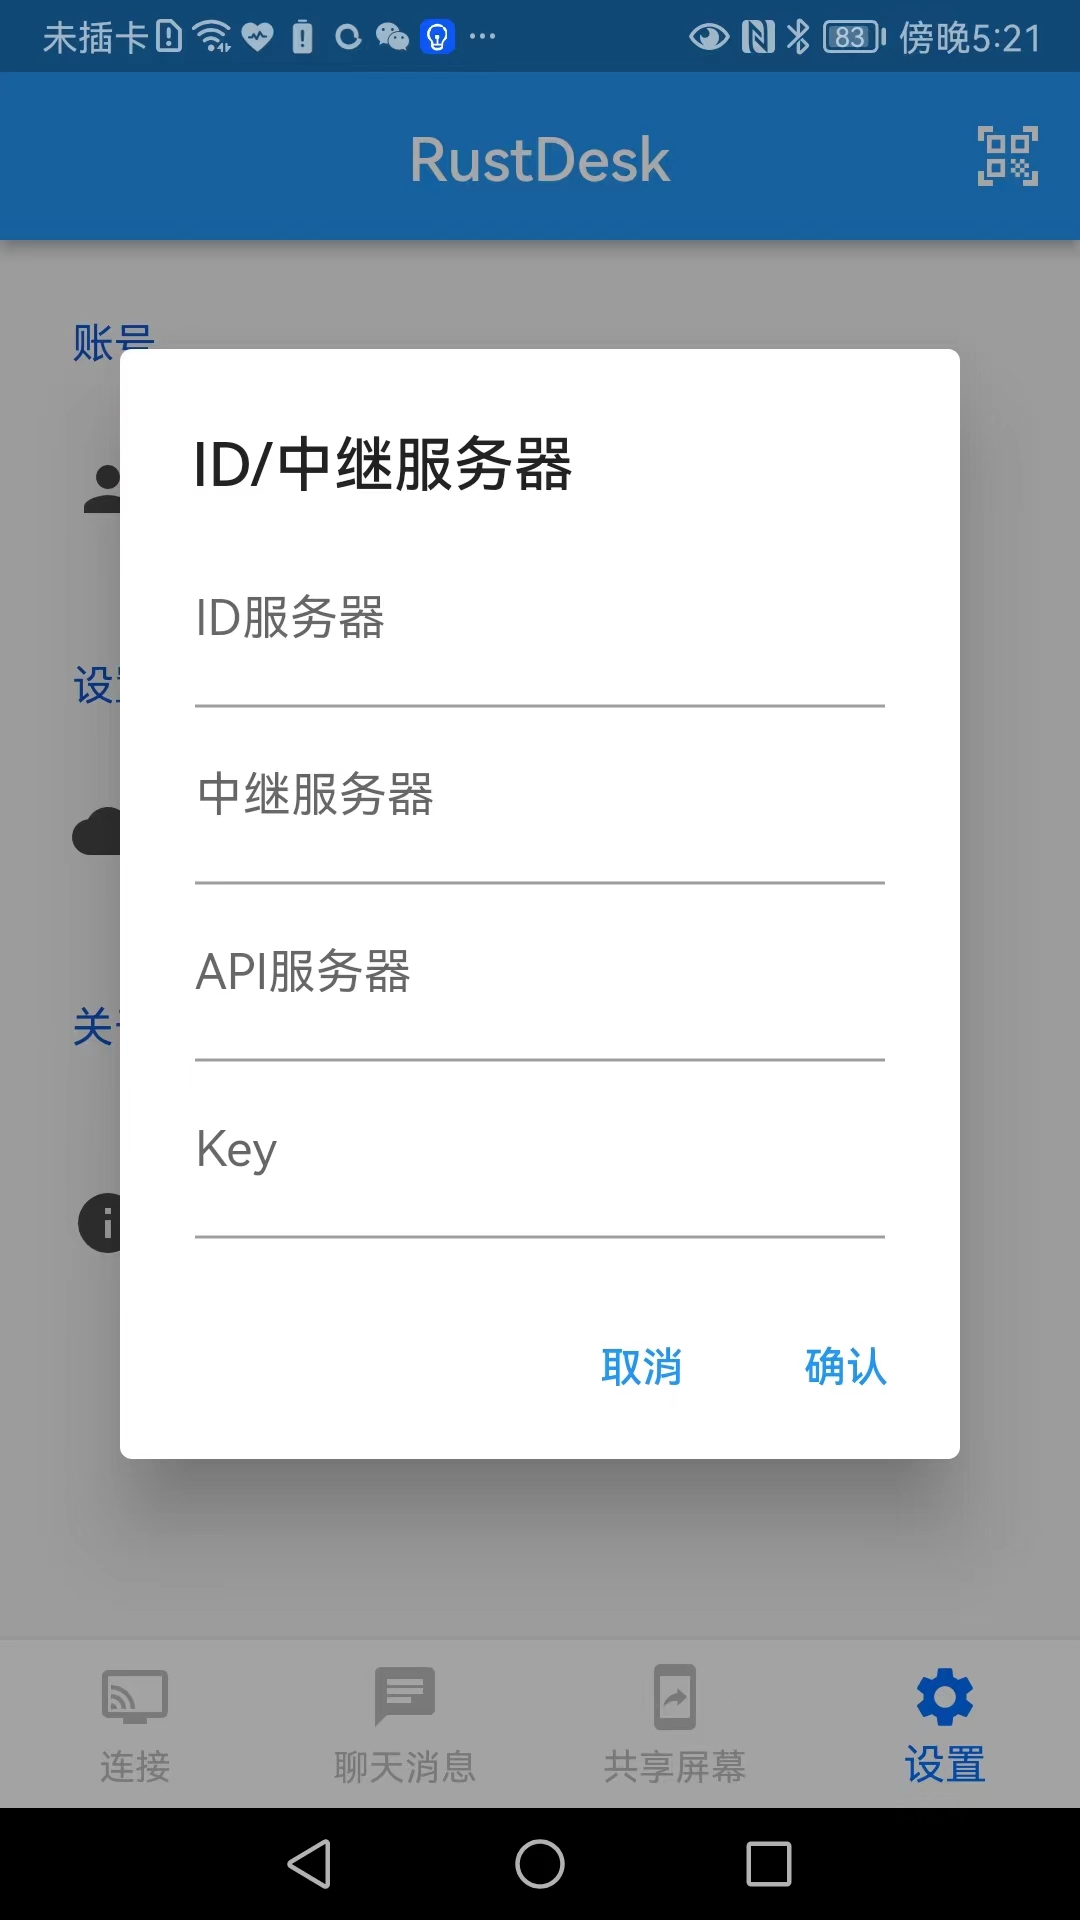 未插卡 83 傍晚5:21
RustDesk
账号
ID/中继服务器
ID服务器
设
中继服务器
API服务器
关
Key
取消 确认
连接 聊天消息 共享屏幕 设置